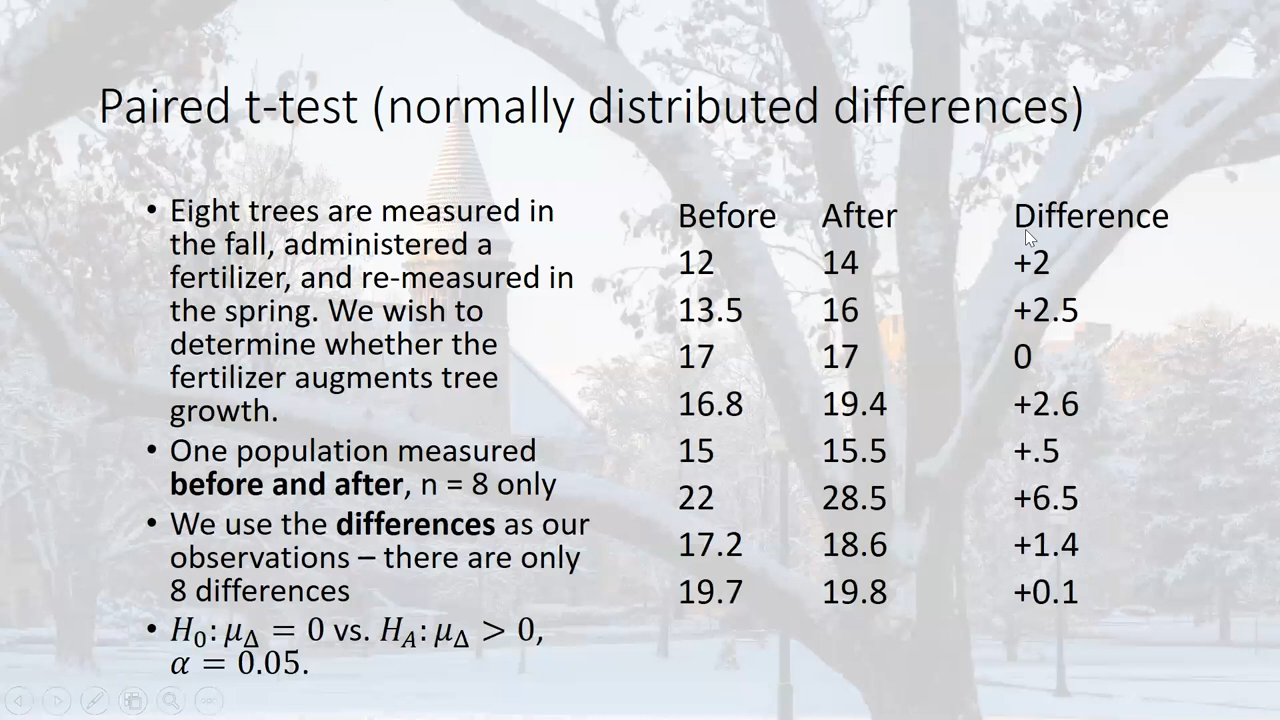 Paired t-test (normally distributed differences)
• Eight trees are measured in
the fall, administered a
fertilizer, and re-measured in
the spring. We wish to
determine whether the
fertilizer augments tree
growth.
• One population measured
before and after, n = 8 only
• We use the differences as our
observations – there are only
8 differences
• H₀: μ_Δ = 0 vs. H_A: μ_Δ > 0,
α = 0.05.
Before After Difference
12 14 +2
13.5 16 +2.5
17 17 0
16.8 19.4 +2.6
15 15.5 +.5
22 28.5 +6.5
17.2 18.6 +1.4
19.7 19.8 +0.1